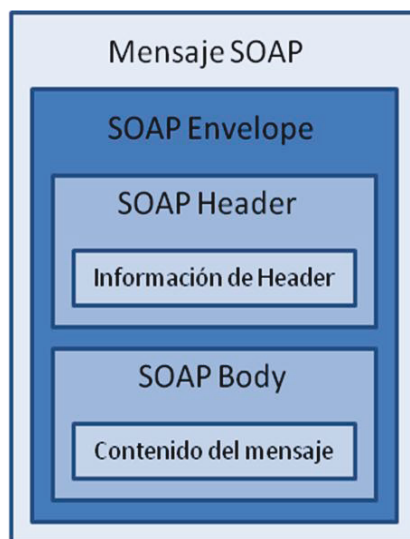 Mensaje SOAP
SOAP Envelope
SOAP Header
Información de Header
SOAP Body
Contenido del mensaje